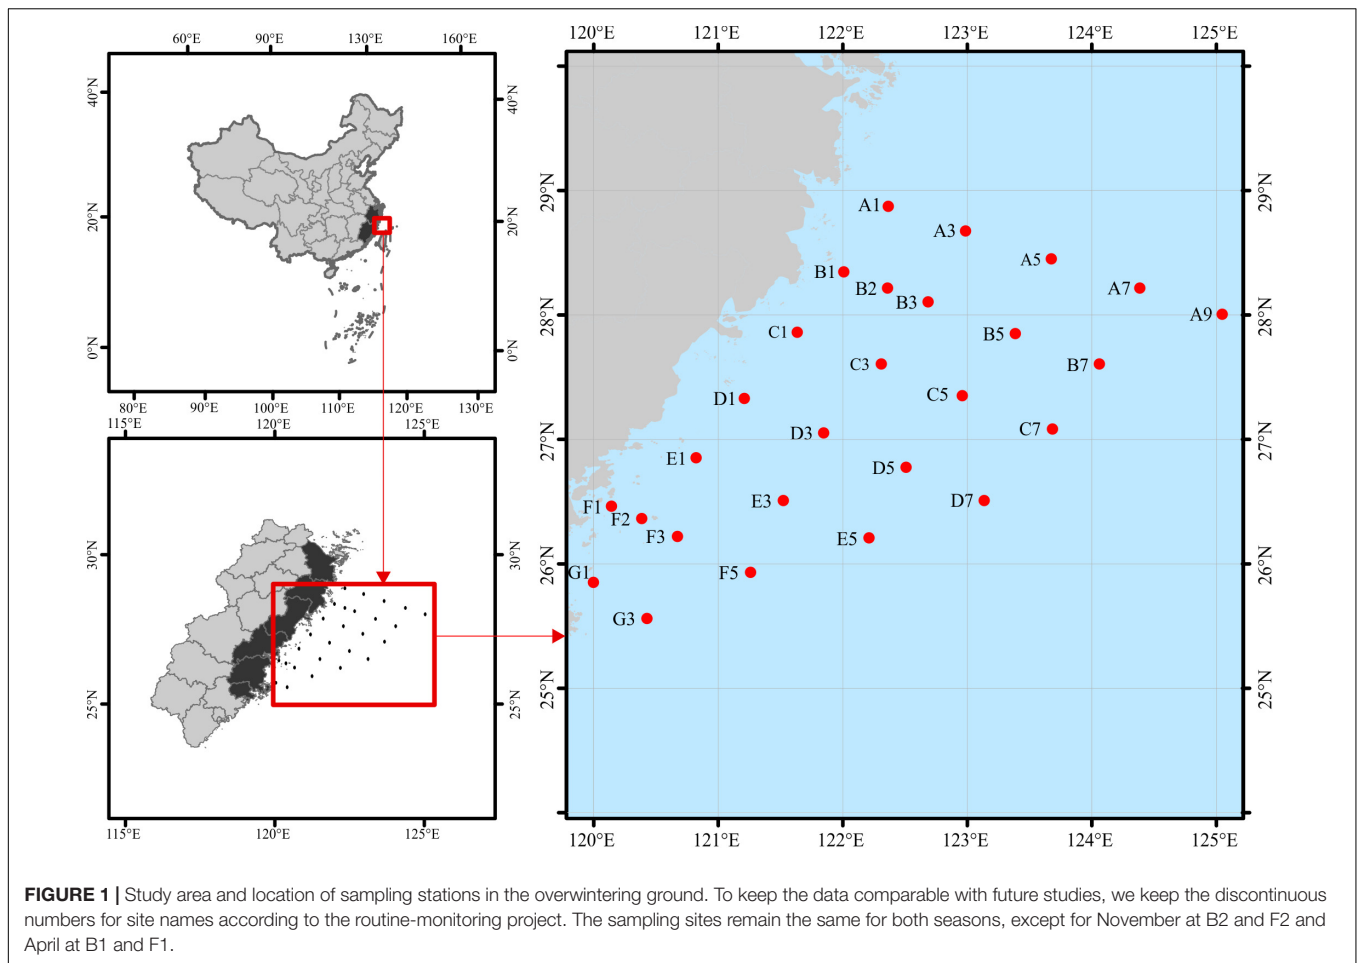 60°E 90°E 130°E 160°E
40°N 40°N
20°N 20°N
0°N 0°N
80°E 90°E 100°E 110°E 120°E 130°E
115°E 120°E 125°E
30°N 30°N
25°N 25°N
115°E 120°E 125°E
120°E 121°E 122°E 123°E 124°E 125°E
29°N 29°N
A1
A3
A5
B1
B2
A7
B3
28°N 28°N
A9
C1
B5
C3
B7
C5
D1
C7
D3
27°N 27°N
E1
D5
E3
D7
F1
F2
F3
E5
26°N 26°N
G1
F5
G3
25°N 25°N
120°E 121°E 122°E 123°E 124°E 125°E
FIGURE 1 | Study area and location of sampling stations in the overwintering ground. To keep the data comparable with future studies, we keep the discontinuous
numbers for site names according to the routine-monitoring project. The sampling sites remain the same for both seasons, except for November at B2 and F2 and
April at B1 and F1.